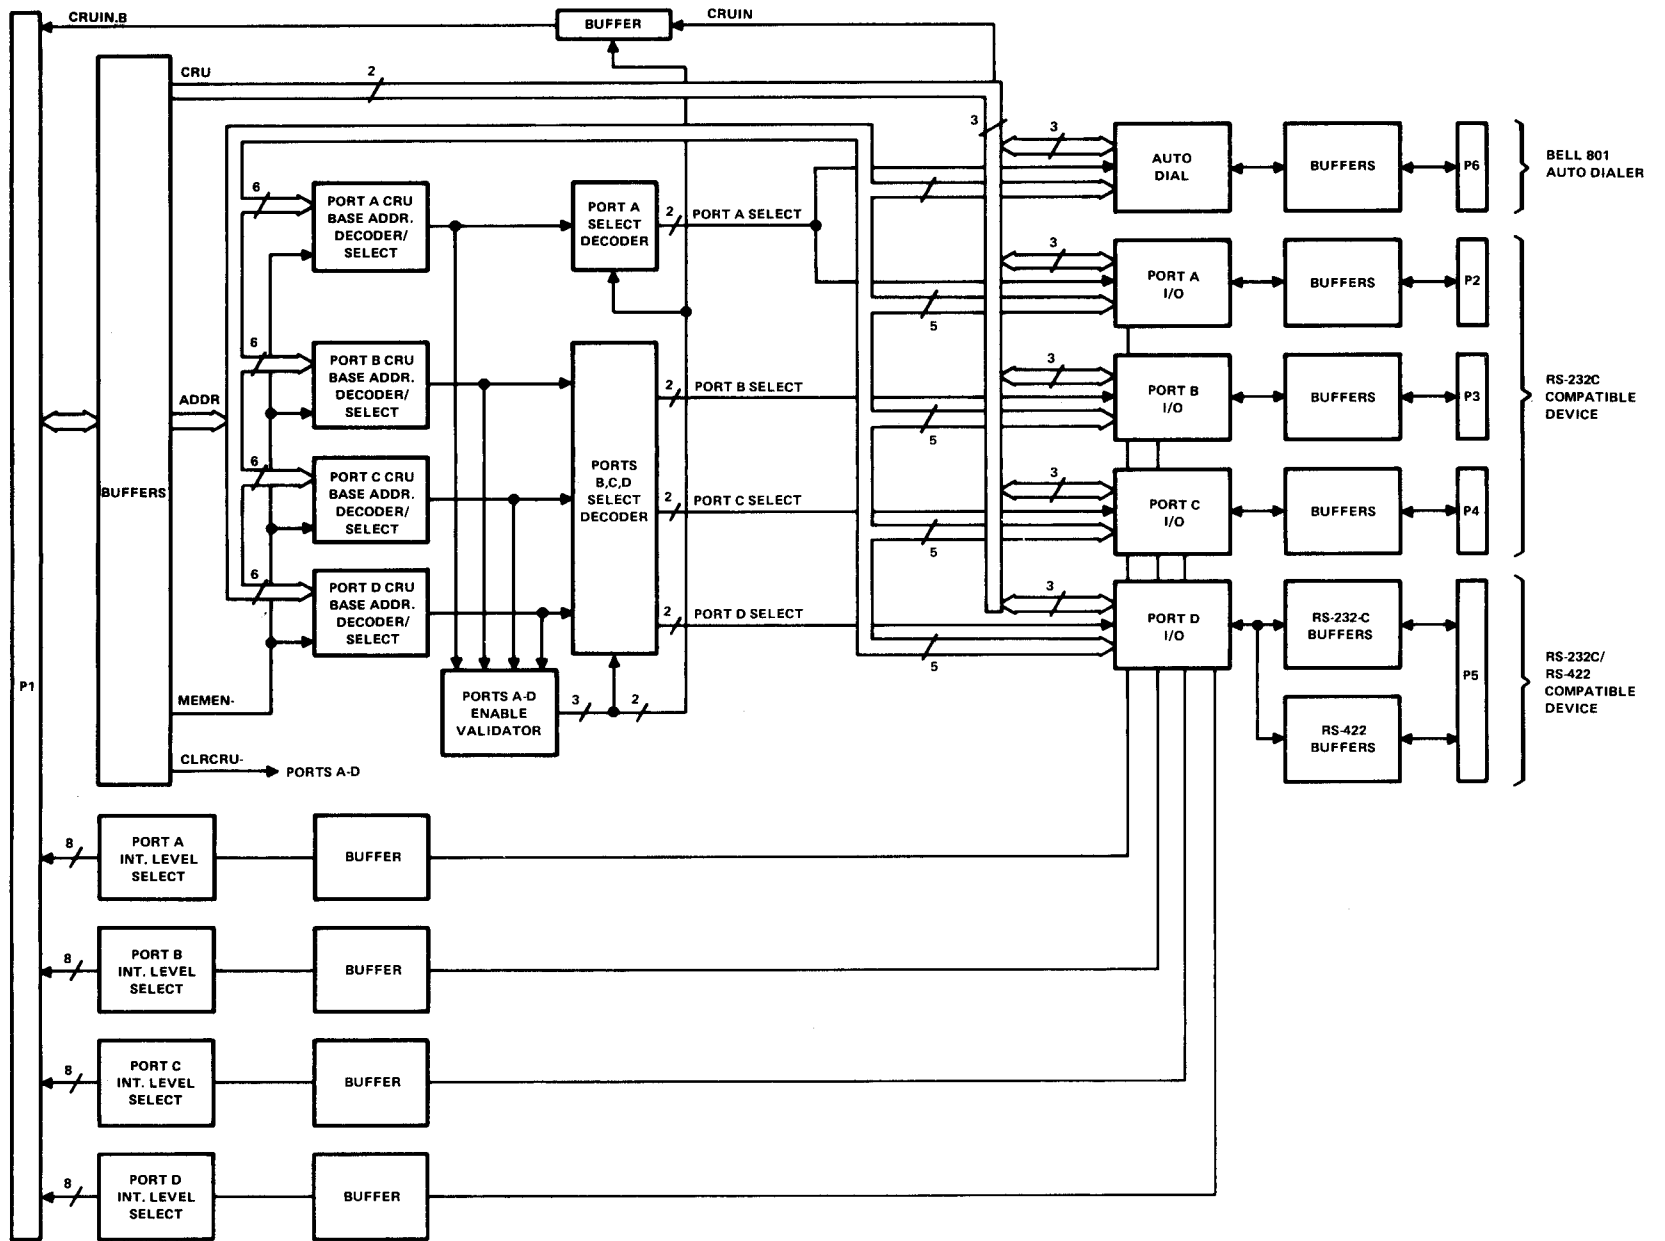 CRUIN.B
BUFFER
CRUIN
CRU
2
3
3
AUTO
DIAL
BUFFERS
P6
BELL 801
AUTO DIALER
6
PORT A CRU
BASE ADDR.
DECODER/
SELECT
PORT A
SELECT
DECODER
2
PORT A SELECT
3
PORT A
I/O
BUFFERS
P2
5
6
PORT B CRU
BASE ADDR.
DECODER/
SELECT
2
PORT B SELECT
3
PORT B
I/O
BUFFERS
P3
5
RS-232C
COMPATIBLE
DEVICE
ADDR
BUFFERS
6
PORT C CRU
BASE ADDR.
DECODER/
SELECT
PORTS
B,C,D
SELECT
DECODER
2
PORT C SELECT
3
PORT C
I/O
BUFFERS
P4
5
6
PORT D CRU
BASE ADDR.
DECODER/
SELECT
2
PORT D SELECT
3
PORT D
I/O
RS-232-C
BUFFERS
5
P5
RS-232C/
RS-422
COMPATIBLE
DEVICE
RS-422
BUFFERS
P1
MEMEN-
PORTS A-D
ENABLE
VALIDATOR
3
2
CLRCRU-
PORTS A-D
8
PORT A
INT. LEVEL
SELECT
BUFFER
8
PORT B
INT. LEVEL
SELECT
BUFFER
8
PORT C
INT. LEVEL
SELECT
BUFFER
8
PORT D
INT. LEVEL
SELECT
BUFFER